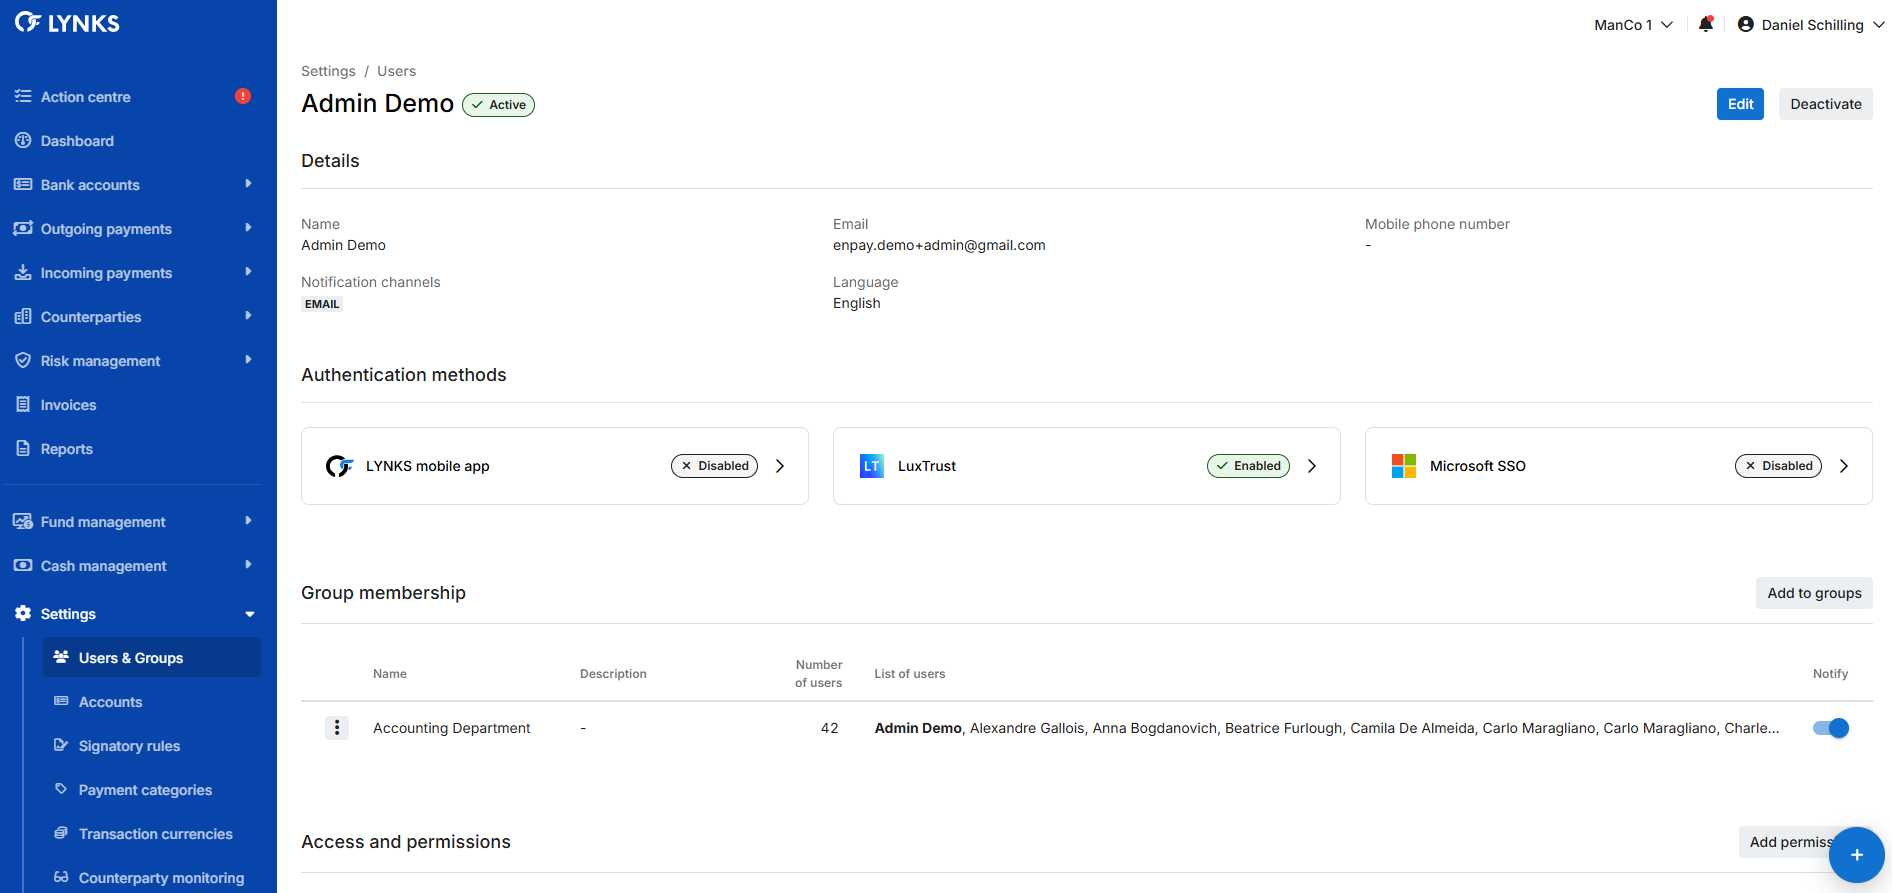 LYNKS
ManCo 1
Daniel Schilling
Action centre
Dashboard
Bank accounts
Outgoing payments
Incoming payments
Counterparties
Risk management
Invoices
Reports
Fund management
Cash management
Settings
Users & Groups
Accounts
Signatory rules
Payment categories
Transaction currencies
Counterparty monitoring
Settings / Users
Admin Demo Active
Edit Deactivate
Details
Name
Admin Demo
Email
enpay.demo+admin@gmail.com
Mobile phone number
-
Notification channels
EMAIL
Language
English
Authentication methods
LYNKS mobile app Disabled
LT LuxTrust Enabled
Microsoft SSO Disabled
Group membership Add to groups
Name Description Number of users List of users Notify
Accounting Department - 42 Admin Demo, Alexandre Gallois, Anna Bogdanovich, Beatrice Furlough, Camila De Almeida, Carlo Maragliano, Carlo Maragliano, Charle...
Access and permissions Add permiss